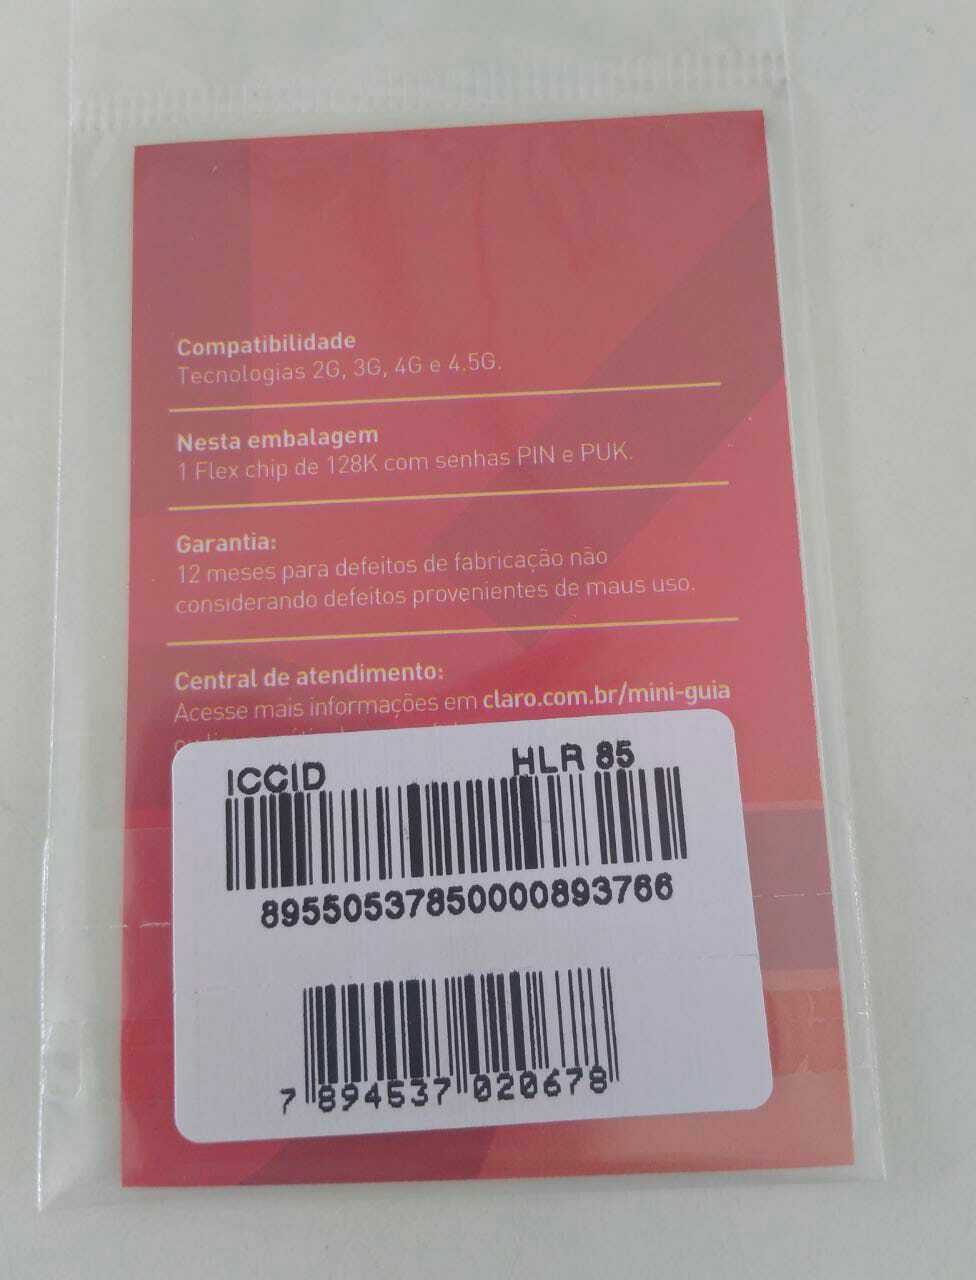 Compatibilidade
Tecnologias 2G, 3G, 4G e 4.5G.
Nesta embalagem
1 Flex chip de 128K com senhas PIN e PUK.
Garantia:
12 meses para defeitos de fabricação não
considerando defeitos provenientes de maus uso.
Central de atendimento:
Acesse mais informações em claro.com.br/mini-guia
ICCID HLR 85
89550537850000893766
7 894537 020678